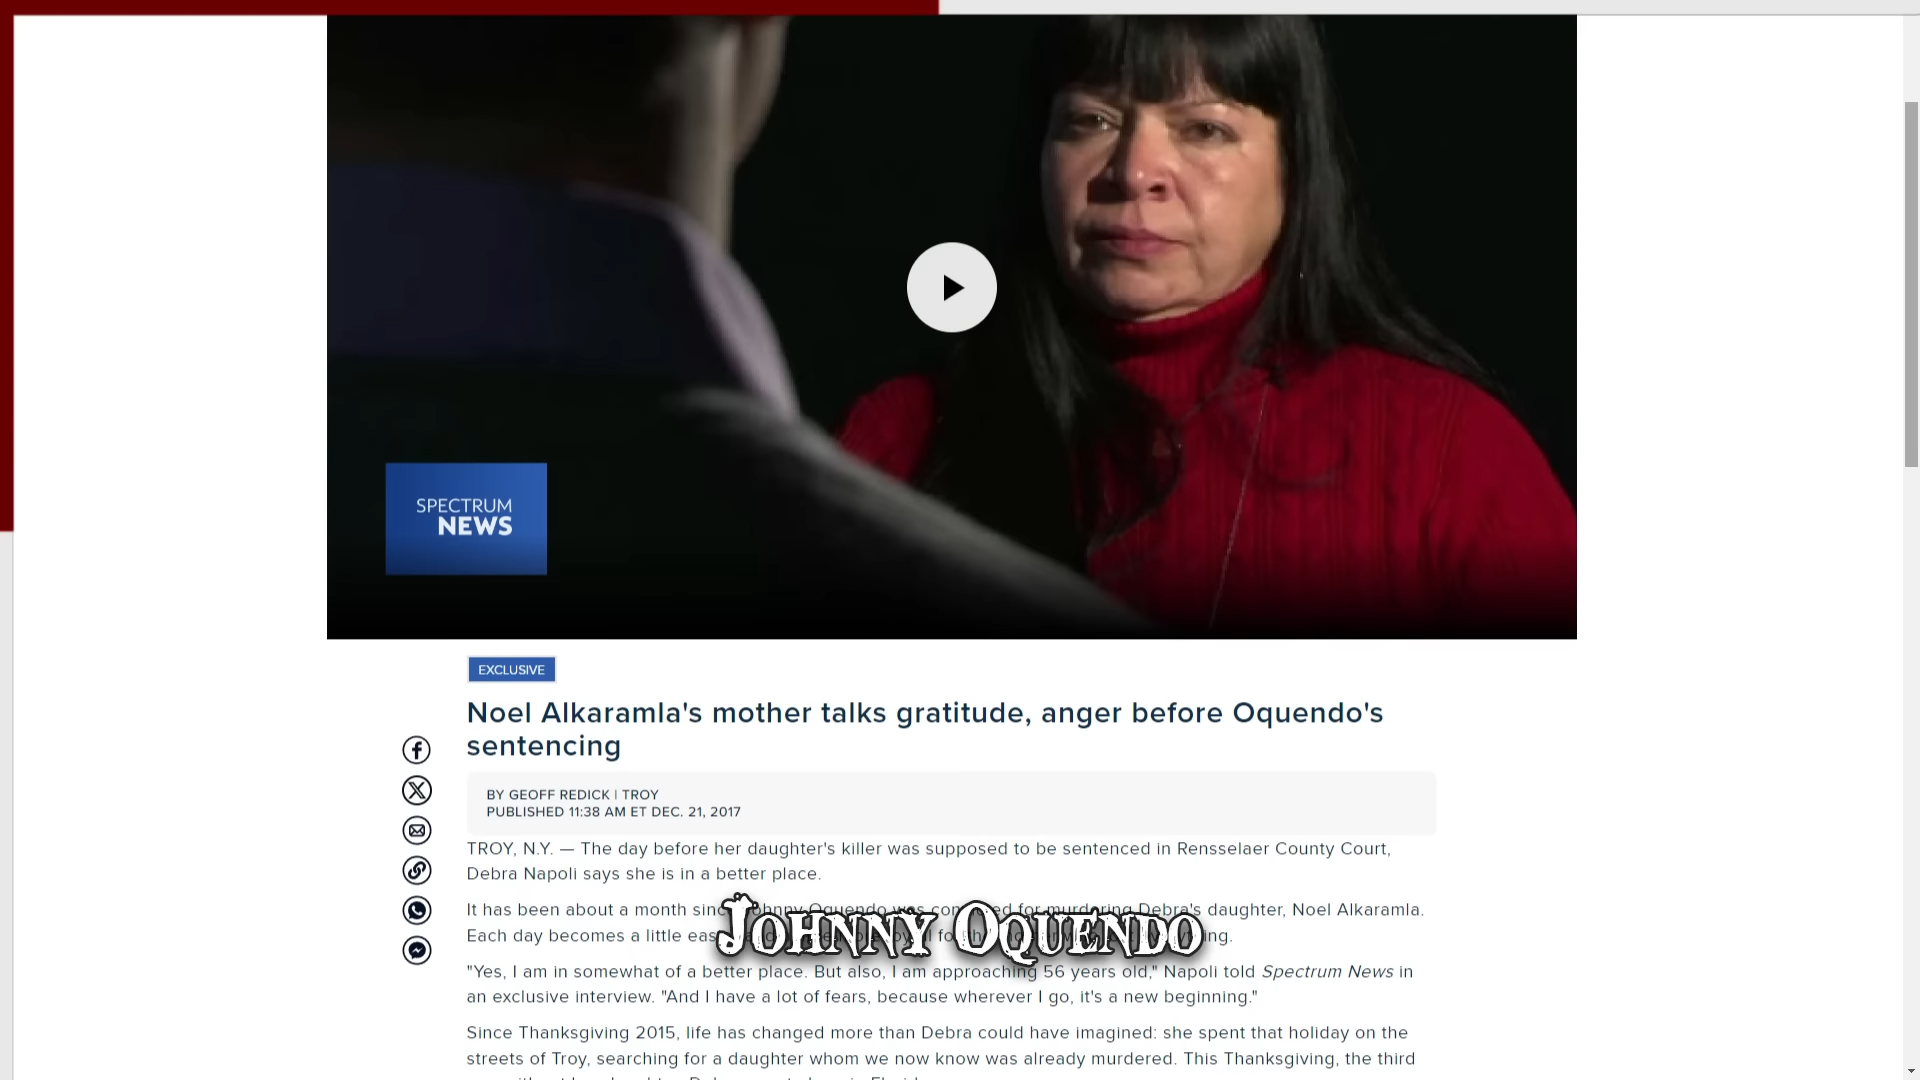 SPECTRUM
NEWS
EXCLUSIVE
Noel Alkaramla's mother talks gratitude, anger before Oquendo's
sentencing
BY GEOFF REDICK | TROY
PUBLISHED 11:38 AM ET DEC. 21, 2017
TROY, N.Y. — The day before her daughter's killer was supposed to be sentenced in Rensselaer County Court,
Debra Napoli says she is in a better place.
It has been about a month since Johnny Oquendo was convicted for murdering Debra's daughter, Noel Alkaramla.
Each day becomes a little
Johnny Oquendo
"Yes, I am in somewhat of a better place. But also, I am approaching 56 years old," Napoli told Spectrum News in
an exclusive interview. "And I have a lot of fears, because wherever I go, it's a new beginning."
Since Thanksgiving 2015, life has changed more than Debra could have imagined: she spent that holiday on the
streets of Troy, searching for a daughter whom we now know was already murdered. This Thanksgiving, the third